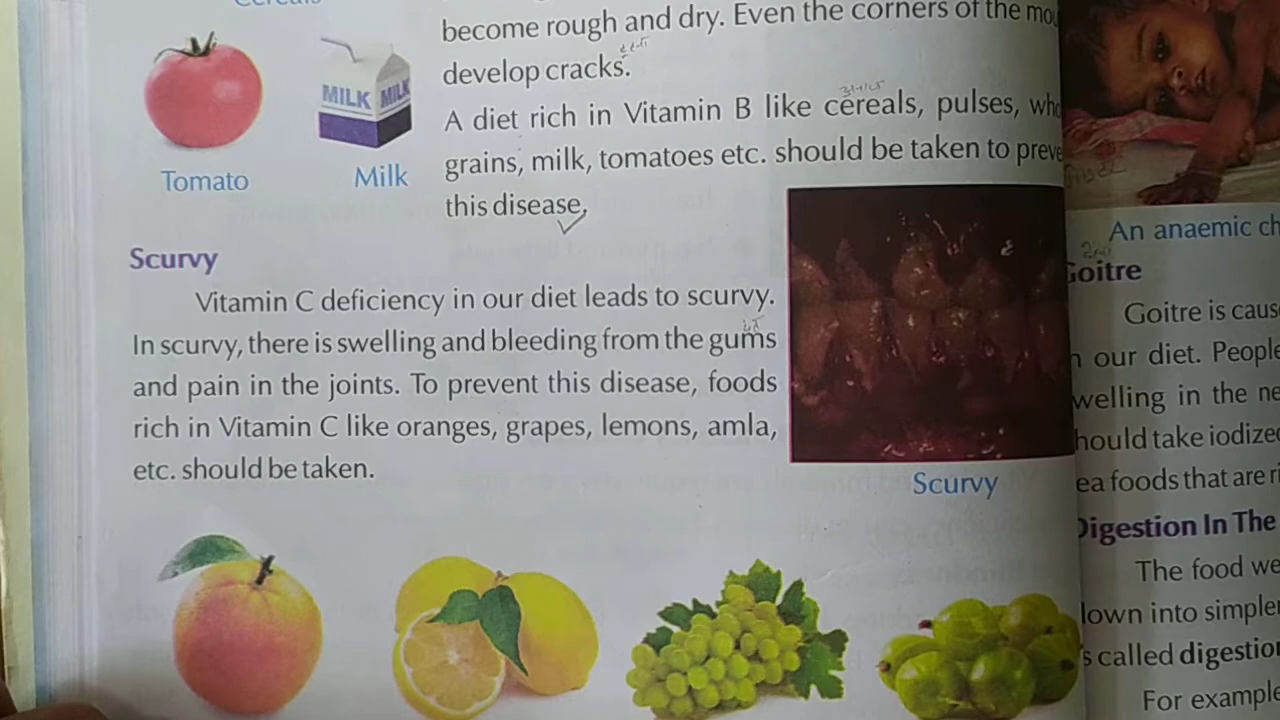 become rough and dry. Even the corners of the
develop cracks.
MILK MILK
A diet rich in Vitamin B like cereals, pulses,
grains, milk, tomatoes etc. should be taken to
this disease.
Tomato
Milk
Scurvy
Vitamin C deficiency in our diet leads to scurvy.
In scurvy, there is swelling and bleeding from the gums
and pain in the joints. To prevent this disease, foods
rich in Vitamin C like oranges, grapes, lemons, amla,
etc. should be taken.
Scurvy
An anaemic
Goitre
Goitre is
our diet. People
in the
take iodized
foods that are
Digestion In The
The food we
into simpler
called digestion
For example